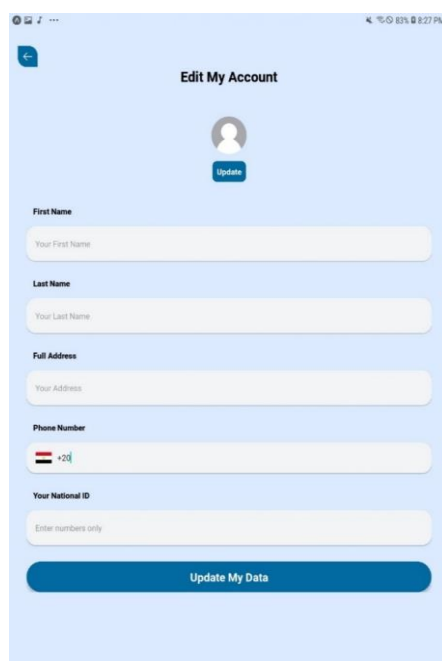 83% 8:27 PM
Edit My Account
Update
First Name
Your First Name
Last Name
Your Last Name
Full Address
Your Address
Phone Number
+20
Your National ID
Enter numbers only
Update My Data